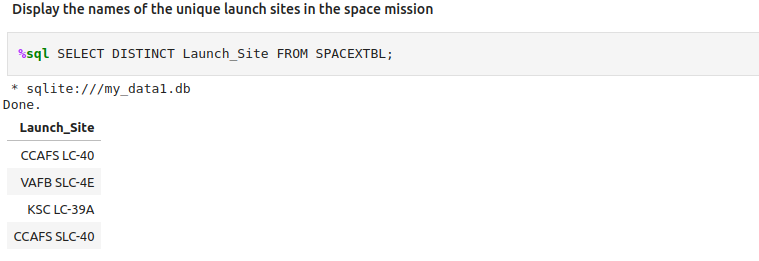 Display the names of the unique launch sites in the space mission
%sql SELECT DISTINCT Launch_Site FROM SPACEXTBL;
* sqlite:///my_data1.db
Done.
Launch_Site
CCAFS LC-40
VAFB SLC-4E
KSC LC-39A
CCAFS SLC-40